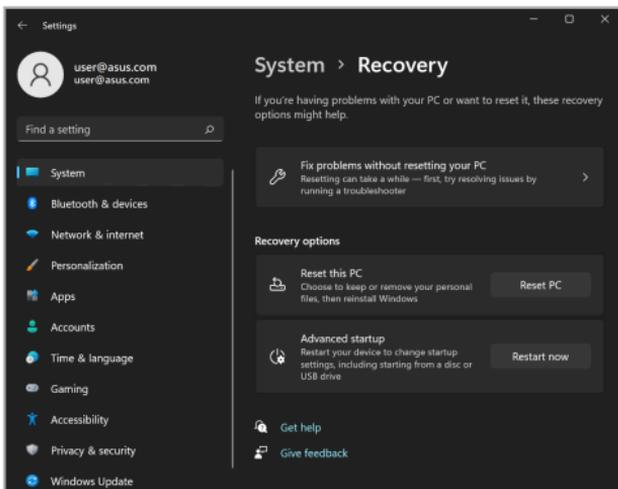 Settings
user@asus.com
user@asus.com
Find a setting
System
Bluetooth & devices
Network & internet
Personalization
Apps
Accounts
Time & language
Gaming
Accessibility
Privacy & security
Windows Update
System > Recovery
If you're having problems with your PC or want to reset it, these recovery
options might help.
Fix problems without resetting your PC
Resetting can take a while — first, try resolving issues by
running a troubleshooter
Recovery options
Reset this PC
Choose to keep or remove your personal
files, then reinstall Windows
Reset PC
Advanced startup
Restart your device to change startup
settings, including starting from a disc or
USB drive
Restart now
Get help
Give feedback